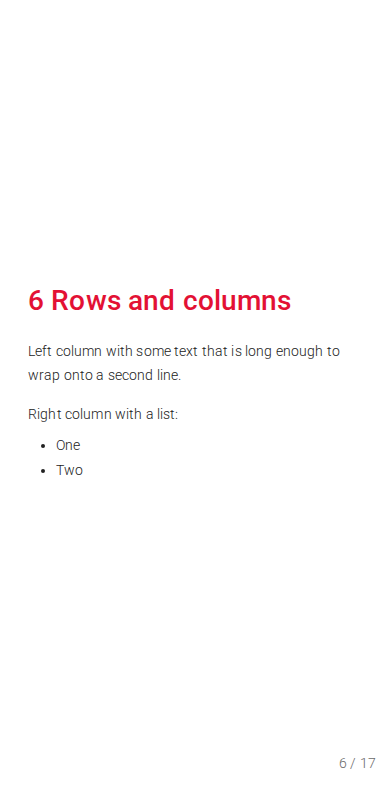 6 Rows and columns
Left column with some text that is long enough to
wrap onto a second line.
Right column with a list:
• One
• Two
6 / 17